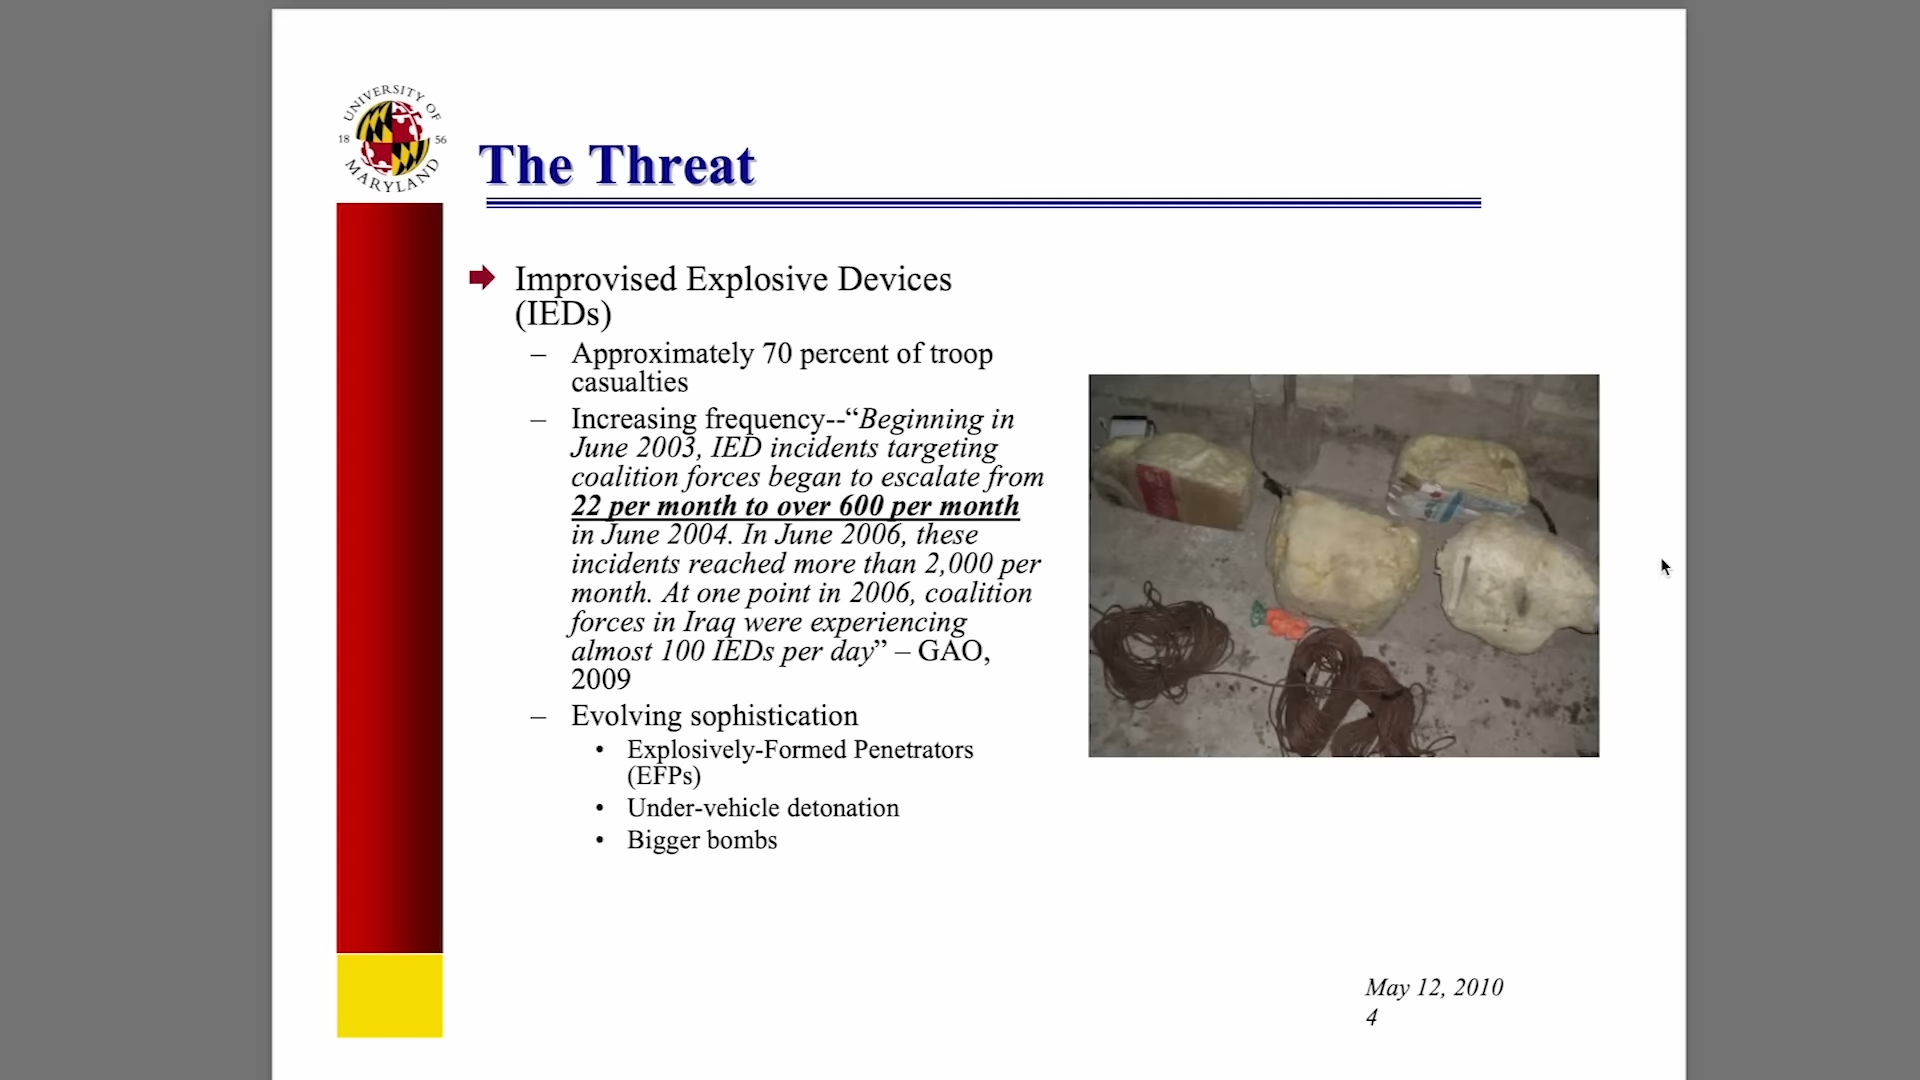 UNIVERSITY OF
18 56
MARYLAND
The Threat
Improvised Explosive Devices
(IEDs)
– Approximately 70 percent of troop
casualties
– Increasing frequency--“Beginning in
June 2003, IED incidents targeting
coalition forces began to escalate from
22 per month to over 600 per month
in June 2004. In June 2006, these
incidents reached more than 2,000 per
month. At one point in 2006, coalition
forces in Iraq were experiencing
almost 100 IEDs per day” – GAO,
2009
– Evolving sophistication
• Explosively-Formed Penetrators
(EFPs)
• Under-vehicle detonation
• Bigger bombs
May 12, 2010
4